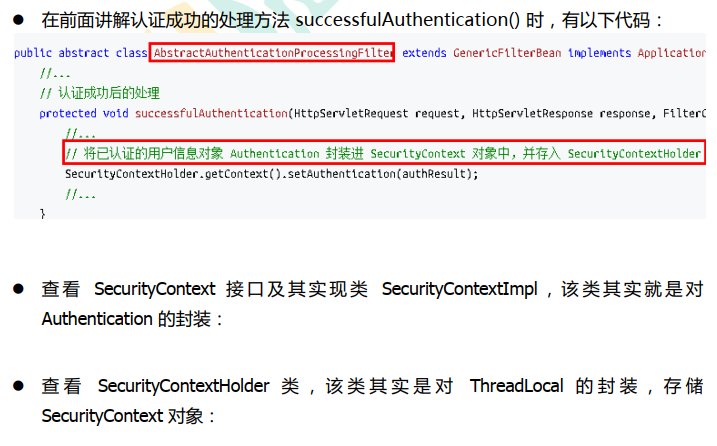 ● 在前面讲解认证成功的处理方法 successfulAuthentication() 时，有以下代码：
public abstract class AbstractAuthenticationProcessingFilter extends GenericFilterBean implements Application
//...
// 认证成功后的处理
protected void successfulAuthentication(HttpServletRequest request, HttpServletResponse response, FilterC
//...
// 将已认证的用户信息对象 Authentication 封装进 SecurityContext 对象中，并存入 SecurityContextHolder
SecurityContextHolder.getContext().setAuthentication(authResult);
//...
}
● 查看 SecurityContext 接口及其实现类 SecurityContextImpl，该类其实就是对
Authentication 的封装：
● 查看 SecurityContextHolder 类，该类其实是对 ThreadLocal 的封装，存储
SecurityContext 对象：